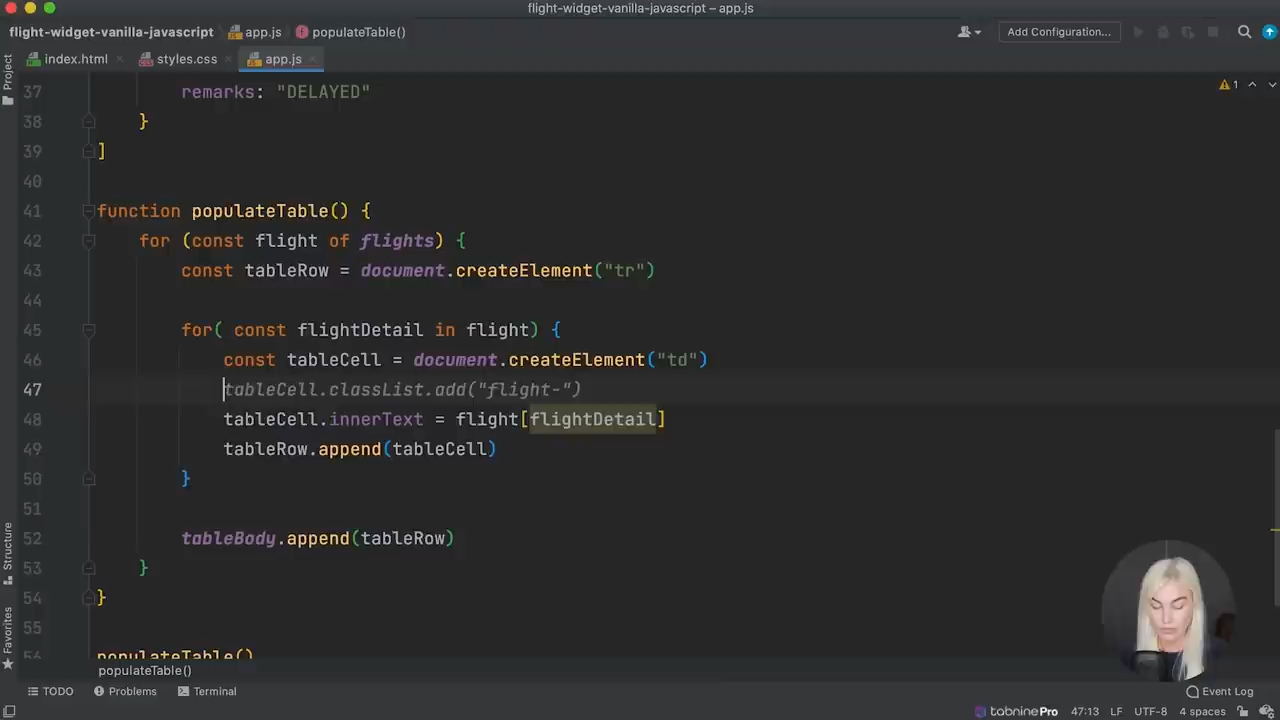 flight-widget-vanilla-javascript – app.js
flight-widget-vanilla-javascript
app.js
populateTable()
Add Configuration...
Project
index.html
styles.css
app.js
37 remarks: "DELAYED"
1
38 }
39 ]
40
41 function populateTable() {
42 for (const flight of flights) {
43 const tableRow = document.createElement("tr")
44
45 for( const flightDetail in flight) {
46 const tableCell = document.createElement("td")
47 tableCell.classList.add("flight-")
48 tableCell.innerText = flight[flightDetail]
49 tableRow.append(tableCell)
50 }
51
52 tableBody.append(tableRow)
53 }
54 }
55
56 populateTable()
Structure
Favorites
populateTable()
TODO
Problems
Terminal
Event Log
tabninePro
47:13
LF
UTF-8
4 spaces